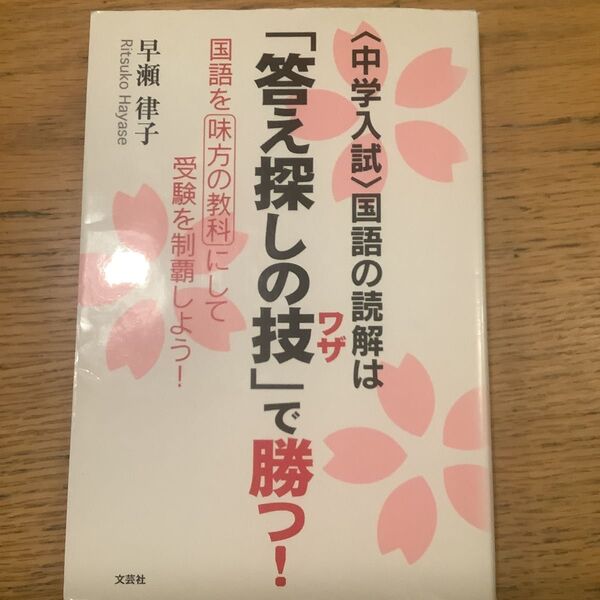 〈中学入試〉国語の読解は
「答え探しの技」で勝つ!
ワザ
国語を味方の教科にして
受験を制覇しよう!
早瀬 律子
Ritsuko Hayase
文芸社